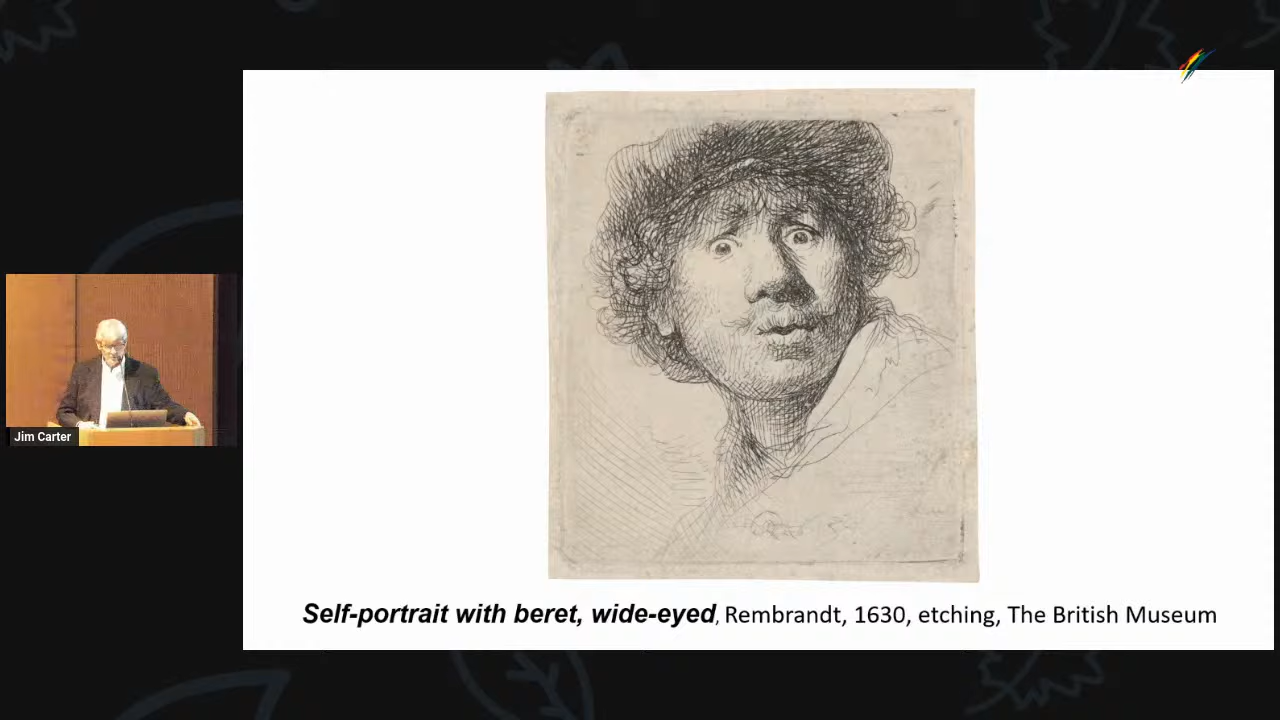 Jim Carter
Self-portrait with beret, wide-eyed, Rembrandt, 1630, etching, The British Museum